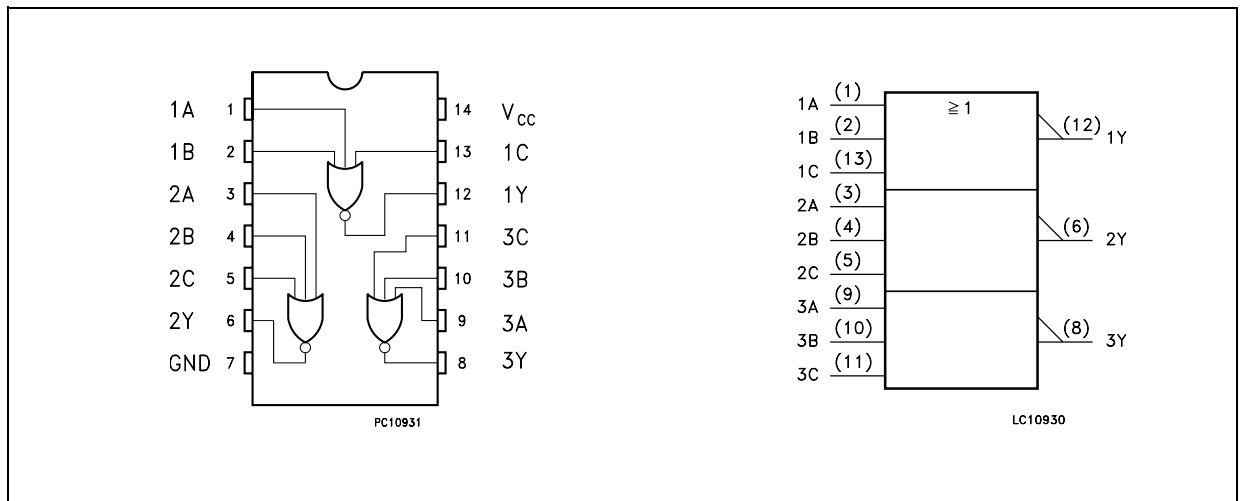 1A 1 14 VCC
1B 2 13 1C
2A 3 12 1Y
2B 4 11 3C
2C 5 10 3B
2Y 6 9 3A
GND 7 8 3Y
PC10931
≧ 1
1A (1)
1B (2)
1C (13)
2A (3)
2B (4)
2C (5)
3A (9)
3B (10)
3C (11)
(12) 1Y
(6) 2Y
(8) 3Y
LC10930